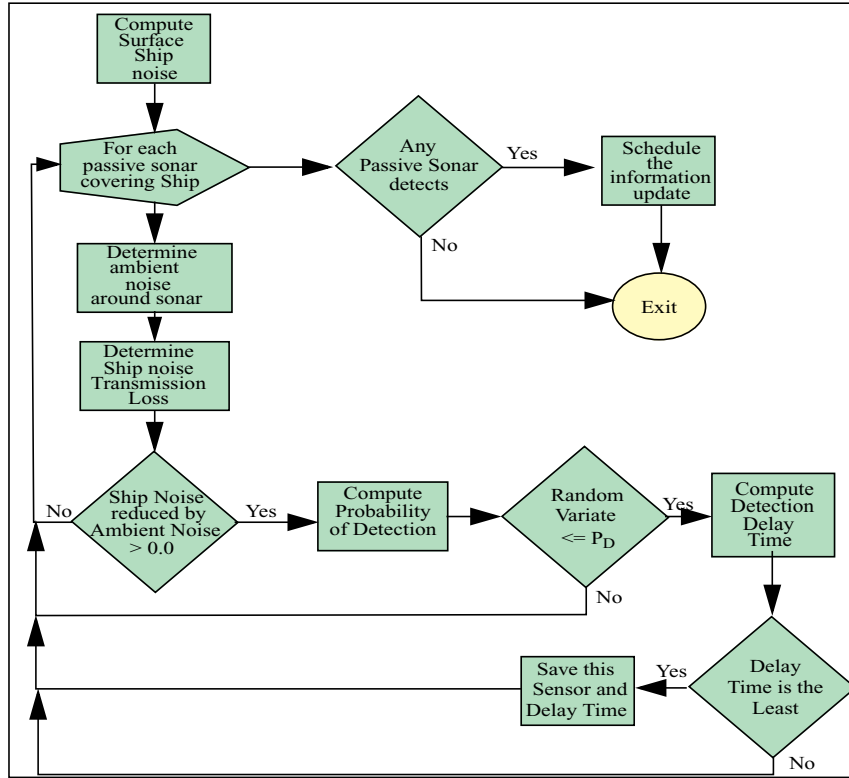 Compute
Surface
Ship
noise
For each
passive sonar
covering Ship
Any
Passive Sonar
detects
Yes
No
Schedule
the
information
update
Exit
Determine
ambient
noise
around sonar
Determine
Ship noise
Transmission
Loss
No
Ship Noise
reduced by
Ambient Noise
> 0.0
Yes
Compute
Probability
of Detection
Random
Variate
<= PD
Yes
No
Compute
Detection
Delay
Time
Delay
Time is the
Least
Yes
No
Save this
Sensor and
Delay Time